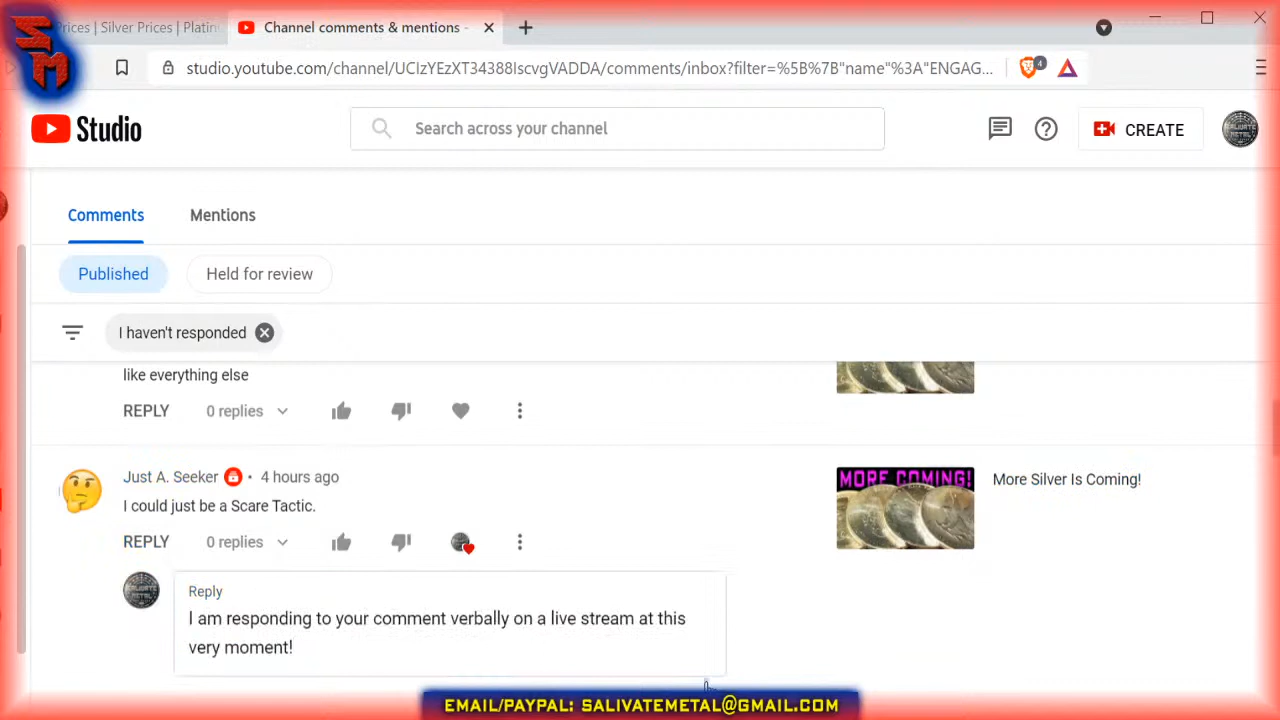 SM
Prices | Silver Prices | Platin
Channel comments & mentions -
studio.youtube.com/channel/UCIzYEzXT34388IscvgVADDA/comments/inbox?filter=%5B%7B"name"%3A"ENGAG...
4
Studio
Search across your channel
CREATE
Comments
Mentions
Published
Held for review
I haven't responded
like everything else
REPLY
0 replies
Just A. Seeker • 4 hours ago
MORE COMING!
More Silver Is Coming!
I could just be a Scare Tactic.
REPLY
0 replies
Reply
I am responding to your comment verbally on a live stream at this
very moment!
EMAIL/PAYPAL: SALIVATEMETAL@GMAIL.COM